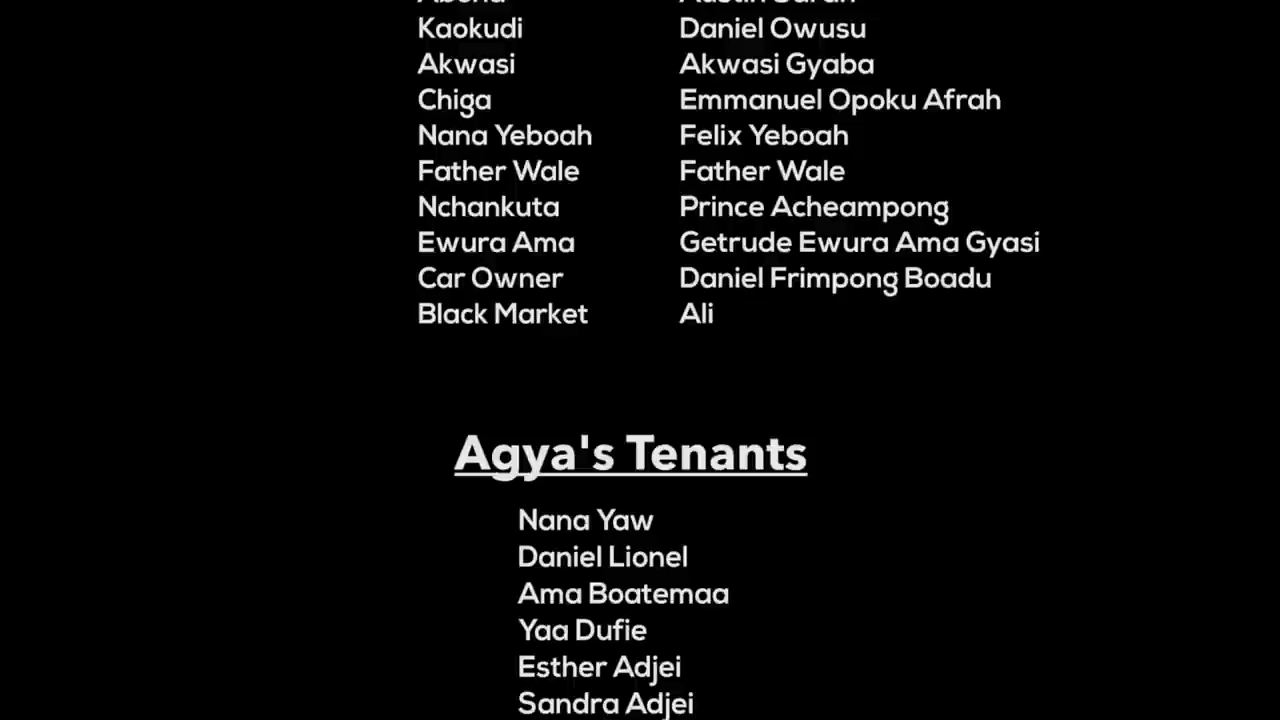 Kaokudi Daniel Owusu
Akwasi Akwasi Gyaba
Chiga Emmanuel Opoku Afrah
Nana Yeboah Felix Yeboah
Father Wale Father Wale
Nchankuta Prince Acheampong
Ewura Ama Getrude Ewura Ama Gyasi
Car Owner Daniel Frimpong Boadu
Black Market Ali
Agya's Tenants
Nana Yaw
Daniel Lionel
Ama Boatemaa
Yaa Dufie
Esther Adjei
Sandra Adjei